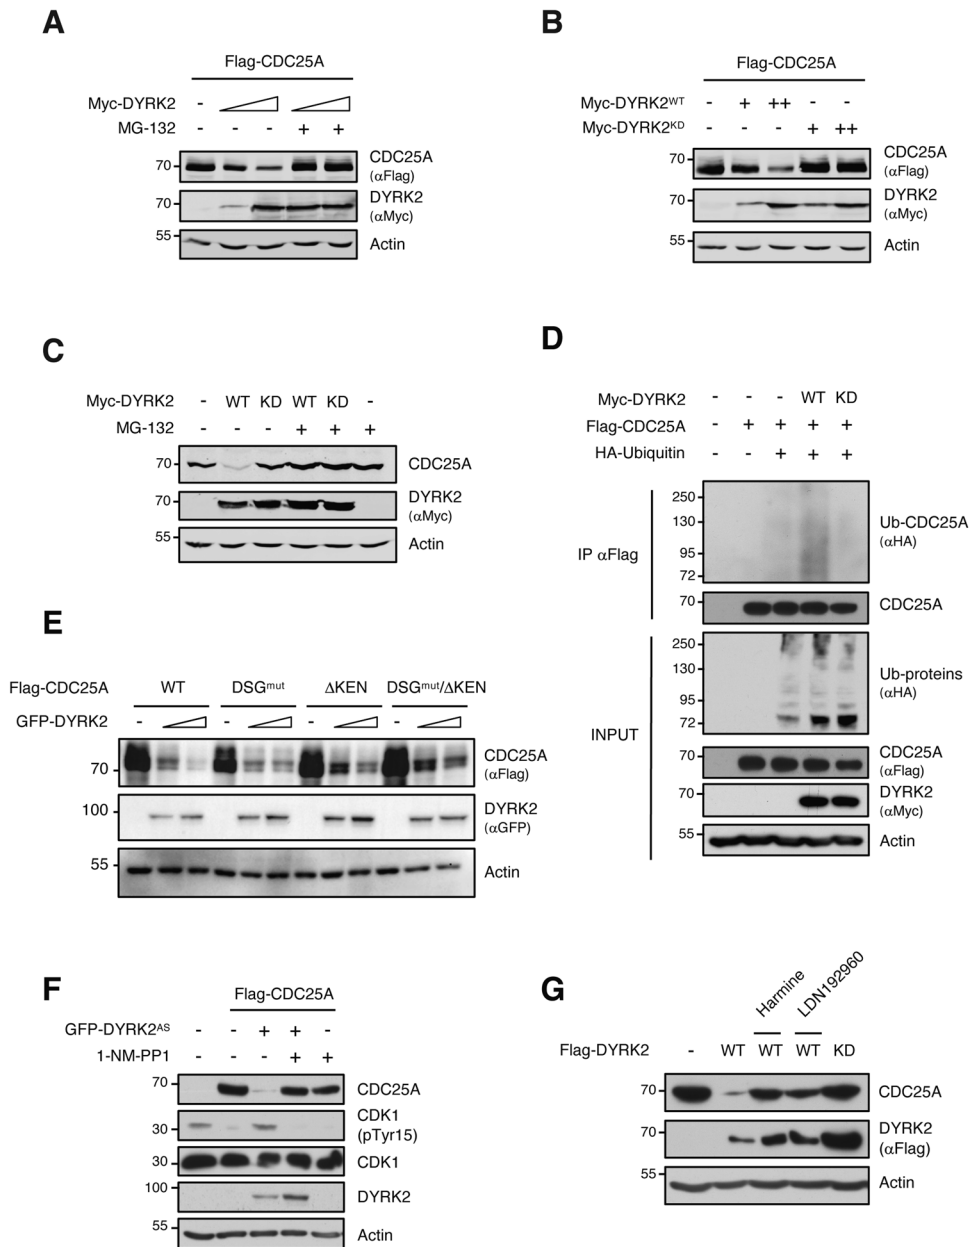 A
Flag-CDC25A
Myc-DYRK2 -
MG-132 - - - + +
70 CDC25A
(αFlag)
70 DYRK2
(αMyc)
55 Actin
B
Flag-CDC25A
Myc-DYRK2WT - + ++ - -
Myc-DYRK2KD - - - + ++
70 CDC25A
(αFlag)
70 DYRK2
(αMyc)
55 Actin
C
Myc-DYRK2 - WT KD WT KD -
MG-132 - - - + + +
70 CDC25A
70 DYRK2
(αMyc)
55 Actin
D
Myc-DYRK2 - - - WT KD
Flag-CDC25A - + + + +
HA-Ubiquitin - - + + +
IP αFlag
250
130 Ub-CDC25A
(αHA)
95
72
70 CDC25A
INPUT
250
130 Ub-proteins
(αHA)
95
72
70 CDC25A
(αFlag)
70 DYRK2
(αMyc)
55 Actin
E
Flag-CDC25A WT DSGmut ΔKEN DSGmut/ΔKEN
GFP-DYRK2 - - - -
70 CDC25A
(αFlag)
100 DYRK2
(αGFP)
55 Actin
F
Flag-CDC25A
GFP-DYRK2AS - - + + -
1-NM-PP1 - - - + +
70 CDC25A
30 CDK1
(pTyr15)
30 CDK1
100 DYRK2
55 Actin
G
Harmine LDN192960
Flag-DYRK2 - WT WT WT KD
70 CDC25A
70 DYRK2
(αFlag)
55 Actin